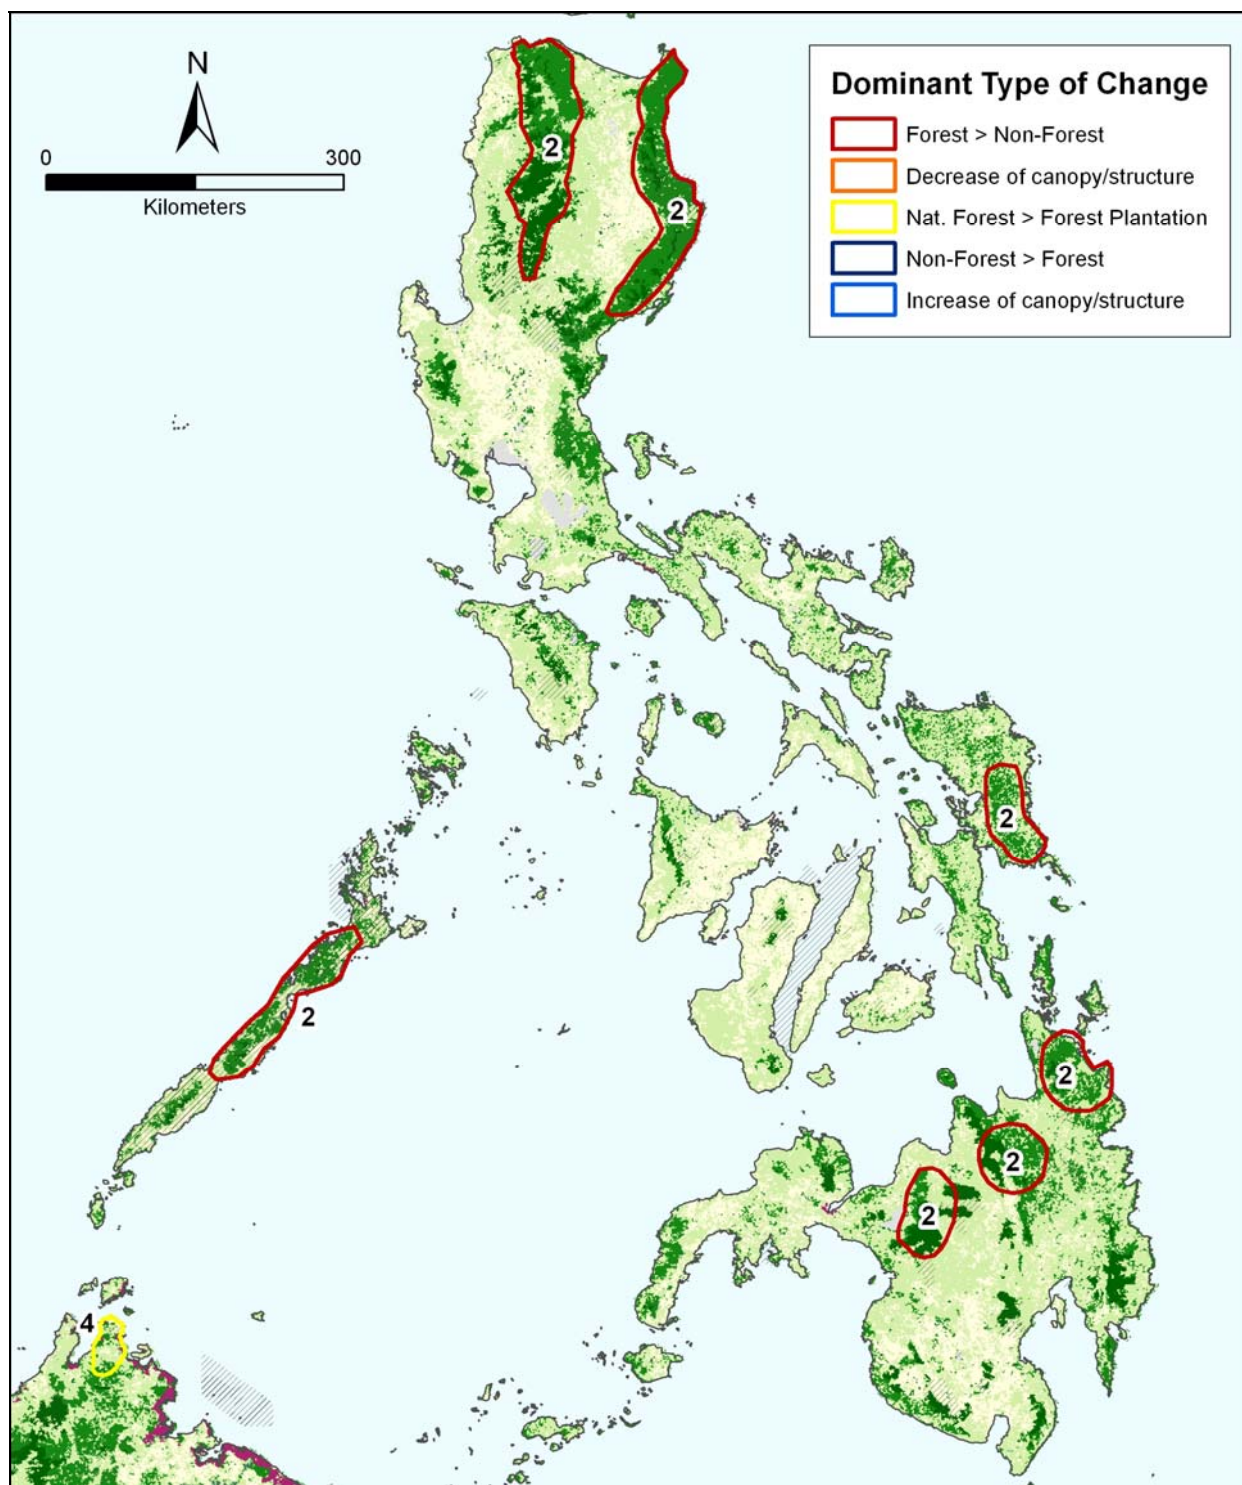 N
0 300
Kilometers
Dominant Type of Change
Forest > Non-Forest
Decrease of canopy/structure
Nat. Forest > Forest Plantation
Non-Forest > Forest
Increase of canopy/structure
2
2
2
2
2
2
2
4